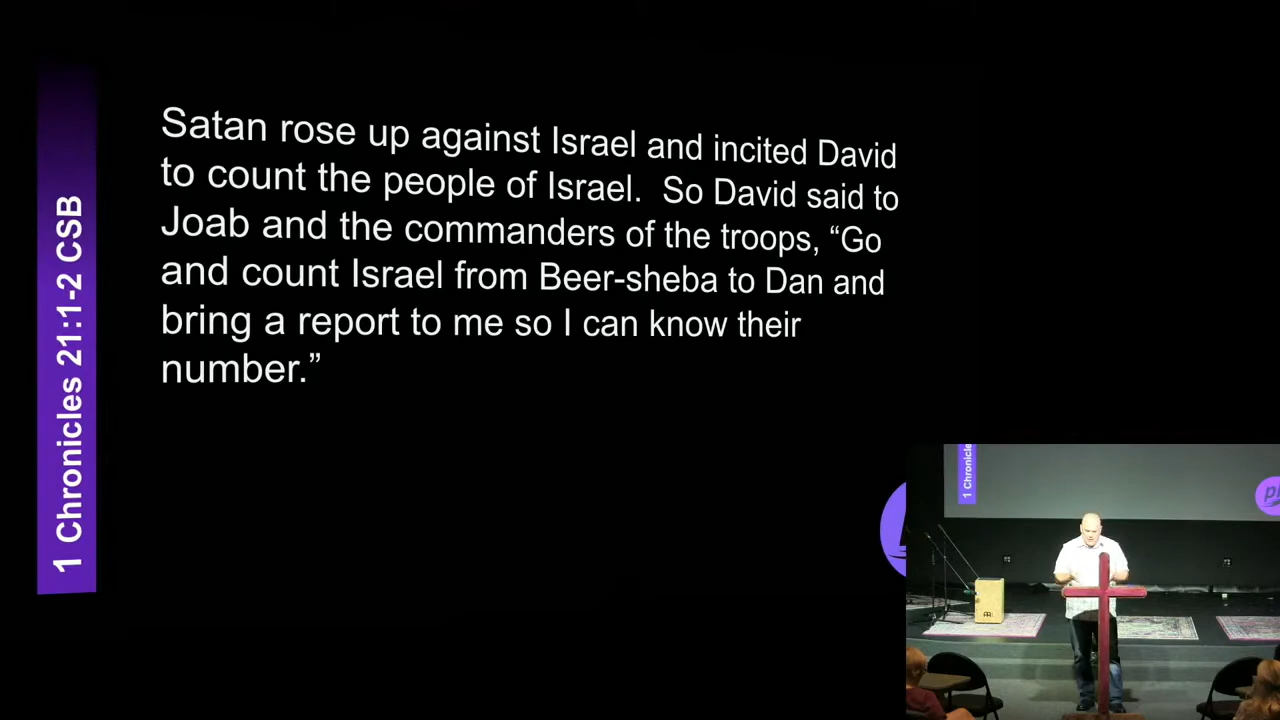 1 Chronicles 21:1-2 CSB
Satan rose up against Israel and incited David
to count the people of Israel.  So David said to
Joab and the commanders of the troops, “Go
and count Israel from Beer-sheba to Dan and
bring a report to me so I can know their
number.”
1 Chronicle